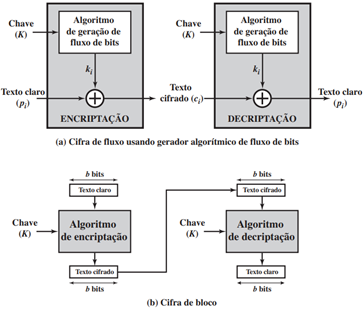 Chave
(K)
Algoritmo
de geração de
fluxo de bits
k_i
Texto claro
(p_i)
ENCRIPTAÇÃO
Texto
cifrado (c_i)
Chave
(K)
Algoritmo
de geração de
fluxo de bits
k_i
DECRIPTAÇÃO
Texto claro
(p_i)
(a) Cifra de fluxo usando gerador algorítmico de fluxo de bits
b bits
Texto claro
Chave
(K)
Algoritmo
de encriptação
Texto cifrado
b bits
b bits
Texto cifrado
Chave
(K)
Algoritmo
de decriptação
Texto claro
b bits
(b) Cifra de bloco